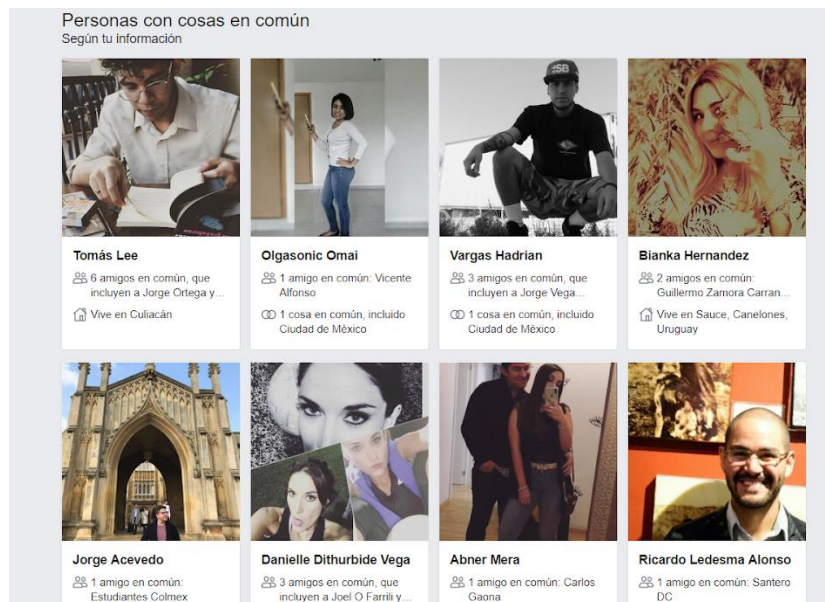 Personas con cosas en común
Según tu información
SB
Tomás Lee
6 amigos en común, que
incluyen a Jorge Ortega y...
Vive en Culiacán
Olgasonic Omai
1 amigo en común: Vicente
Alfonso
1 cosa en común, incluido
Ciudad de México
Vargas Hadrian
3 amigos en común, que
incluyen a Jorge Vega...
1 cosa en común, incluido
Ciudad de México
Bianka Hernandez
2 amigos en común:
Guillermo Zamora Carran...
Vive en Sauce, Canelones,
Uruguay
Jorge Acevedo
1 amigo en común:
Estudiantes Colmex
Danielle Dithurbide Vega
3 amigos en común, que
incluyen a Joel O Farrili y...
Abner Mera
1 amigo en común: Carlos
Gaona
Ricardo Ledesma Alonso
1 amigo en común: Santero
DC